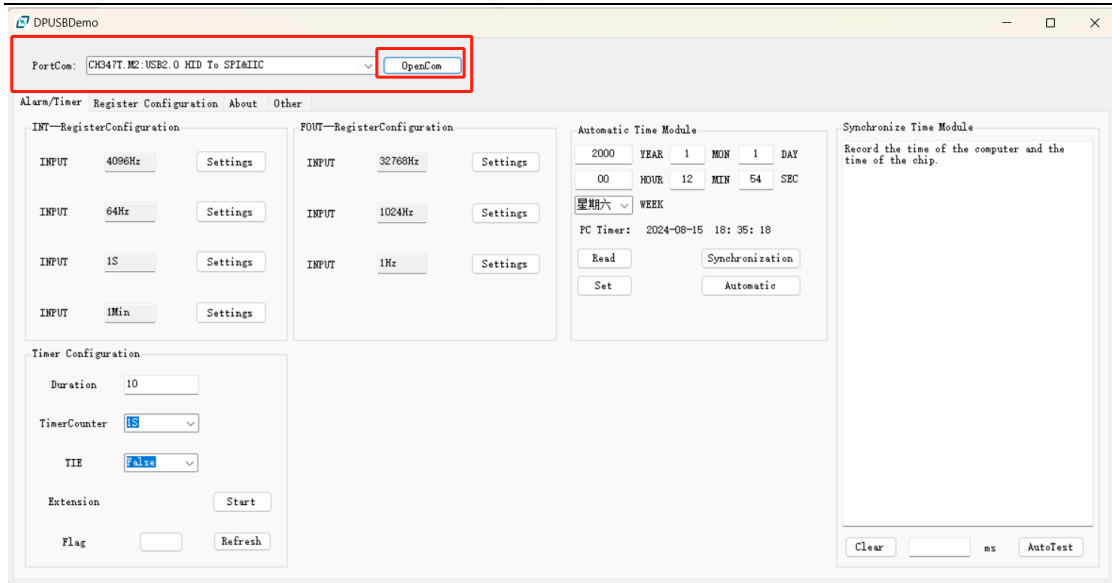 DPUSBDemo
PortCom: CH347T.M2:USB2.0 HID To SPI&IIC OpenCom
Alarm/Timer Register Configuration About Other
INT—RegisterConfiguration
INPUT 4096Hz Settings
INPUT 64Hz Settings
INPUT 1S Settings
INPUT 1Min Settings
FOUT—RegisterConfiguration
INPUT 32768Hz Settings
INPUT 1024Hz Settings
INPUT 1Hz Settings
Automatic Time Module
2000 YEAR 1 MON 1 DAY
00 HOUR 12 MIN 54 SEC
星期六 WEEK
PC Timer: 2024-08-15 18:35:18
Read Synchronization
Set Automatic
Synchronize Time Module
Record the time of the computer and the
time of the chip.
Clear ms AutoTest
Timer Configuration
Duration 10
TimerCounter 1S
TIE False
Extension Start
Flag Refresh